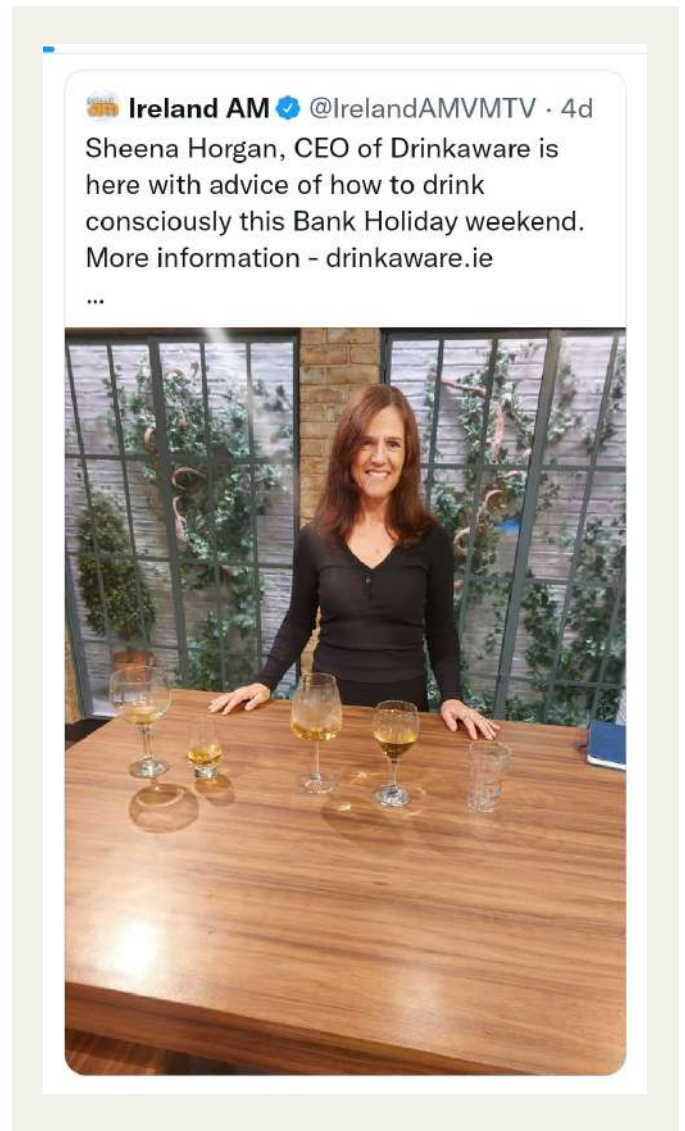 Ireland AM @IrelandAMVMTV · 4d
Sheena Horgan, CEO of Drinkaware is
here with advice of how to drink
consciously this Bank Holiday weekend.
More information - drinkaware.ie
...